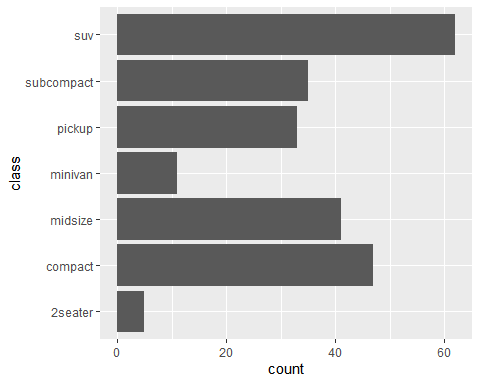 suv
subcompact
pickup
minivan
midsize
compact
2seater
class
0 20 40 60
count